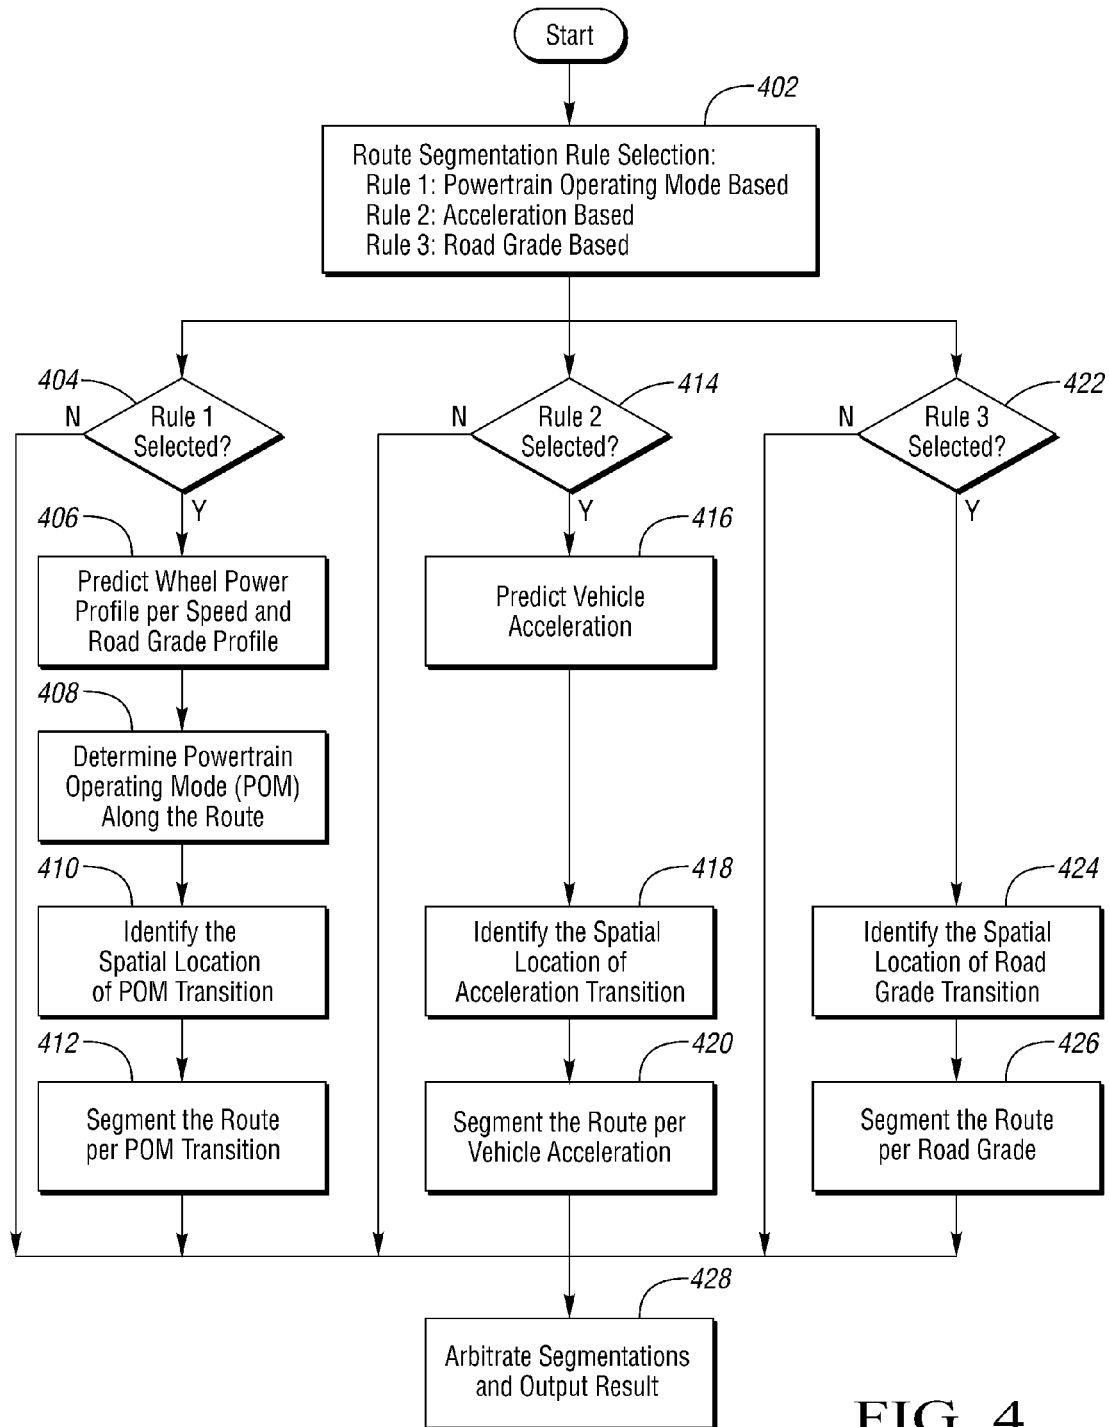 Start
402
Route Segmentation Rule Selection:
Rule 1: Powertrain Operating Mode Based
Rule 2: Acceleration Based
Rule 3: Road Grade Based
404
N
Rule 1
Selected?
Y
414
N
Rule 2
Selected?
Y
422
N
Rule 3
Selected?
Y
406
Predict Wheel Power
Profile per Speed and
Road Grade Profile
416
Predict Vehicle
Acceleration
408
Determine Powertrain
Operating Mode (POM)
Along the Route
410
Identify the
Spatial Location
of POM Transition
418
Identify the Spatial
Location of
Acceleration Transition
424
Identify the Spatial
Location of Road
Grade Transition
412
Segment the Route
per POM Transition
420
Segment the Route per
Vehicle Acceleration
426
Segment the Route
per Road Grade
428
Arbitrate Segmentations
and Output Result
FIG. 4